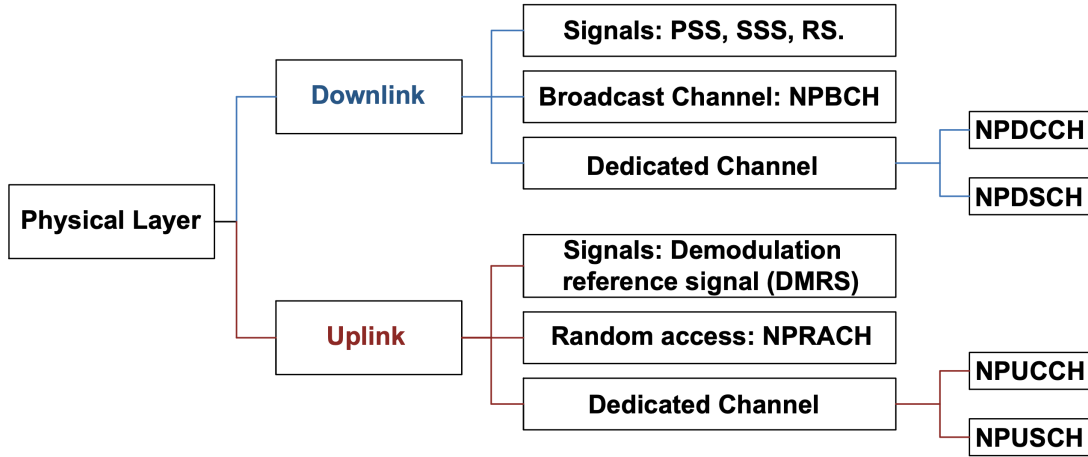 Physical Layer
Downlink
Signals: PSS, SSS, RS.
Broadcast Channel: NPBCH
Dedicated Channel
NPDCCH
NPDSCH
Uplink
Signals: Demodulation
reference signal (DMRS)
Random access: NPRACH
Dedicated Channel
NPUCCH
NPUSCH